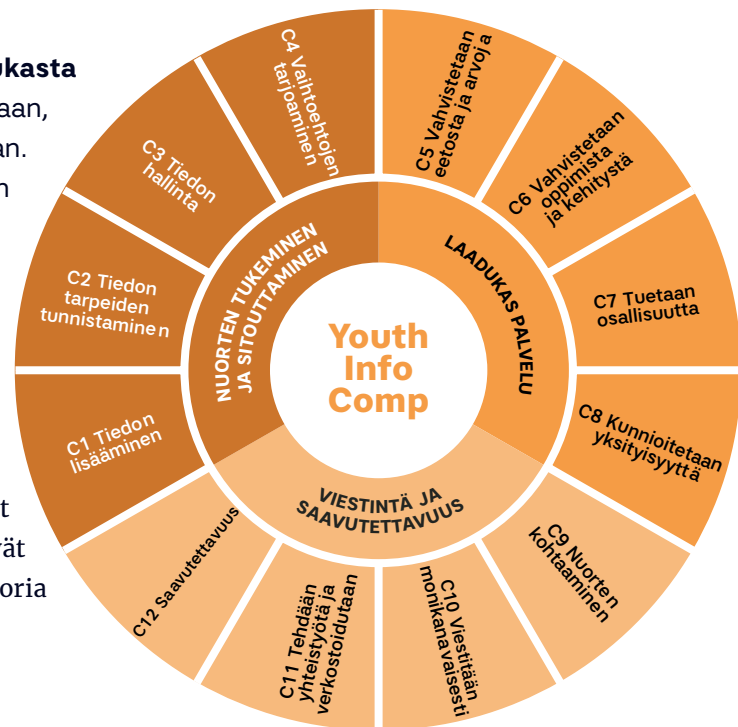 ukasta
aan,
an.
n
t
ät
oria
Youth
Info
Comp
NUORTEN TUKEMINEN
JA SITOUTTAMINEN
LAADUKAS PALVELU
VIESTINTÄ JA
SAAVUTETTAVUUS
C1 Tiedon
lisääminen
C2 Tiedon
tarpeiden
tunnistaminen
C3 Tiedon
hallinta
C4 Vaihtoehtojen
tarjoaminen
C5 Vahvistetaan
eetosta ja arvoja
C6 Vahvistetaan
oppimista
ja kehitystä
C7 Tuetaan
osallisuutta
C8 Kunnioitetaan
yksityisyyttä
C9 Nuorten
kohtaaminen
C10 Viestitään
monikanavaisesti
C11 Tehdään
yhteistyötä ja
verkostoidutaan
C12 Saavutettavuus